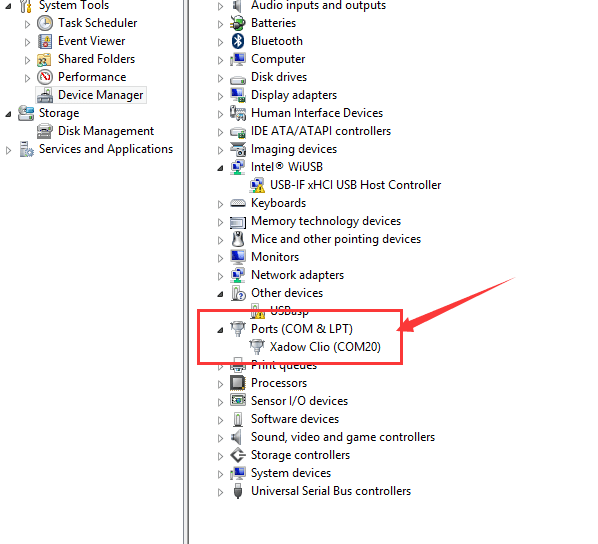 System Tools
Task Scheduler
Event Viewer
Shared Folders
Performance
Device Manager
Storage
Disk Management
Services and Applications
Audio inputs and outputs
Batteries
Bluetooth
Computer
Disk drives
Display adapters
Human Interface Devices
IDE ATA/ATAPI controllers
Imaging devices
Intel® WiUSB
USB-IF xHCI USB Host Controller
Keyboards
Memory technology devices
Mice and other pointing devices
Monitors
Network adapters
Other devices
USBasp
Ports (COM & LPT)
Xadow Clio (COM20)
Print queues
Processors
Sensor I/O devices
Software devices
Sound, video and game controllers
Storage controllers
System devices
Universal Serial Bus controllers